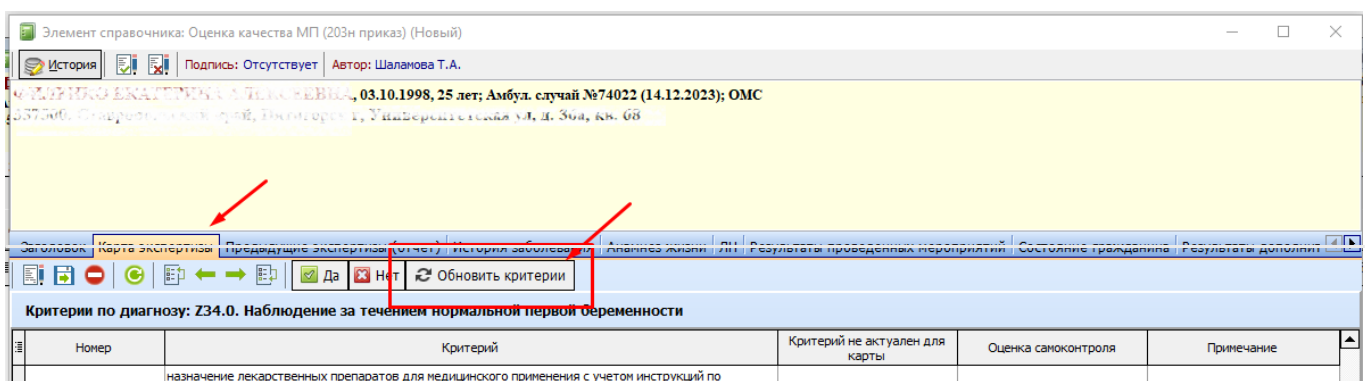 Элемент справочника: Оценка качества МП (203н приказ) (Новый)
История Подпись: Отсутствует Автор: Шаланова Т.А.
, 03.10.1998, 25 лет; Амбул. случай №74022 (14.12.2023); ОМС
Заголовок Карта экспертизы Предыдущие экспертизы (отчет) История заболевания Анамнез жизни ЛН Результаты проведенных мероприятий Состояние гражданина Результаты дополнит
Да Нет Обновить критерии
Критерии по диагнозу: Z34.0. Наблюдение за течением нормальной первой беременности
Номер Критерий Критерий не актуален для карты Оценка самоконтроля Примечание
назначение лекарственных препаратов для медицинского применения с учетом инструкций по